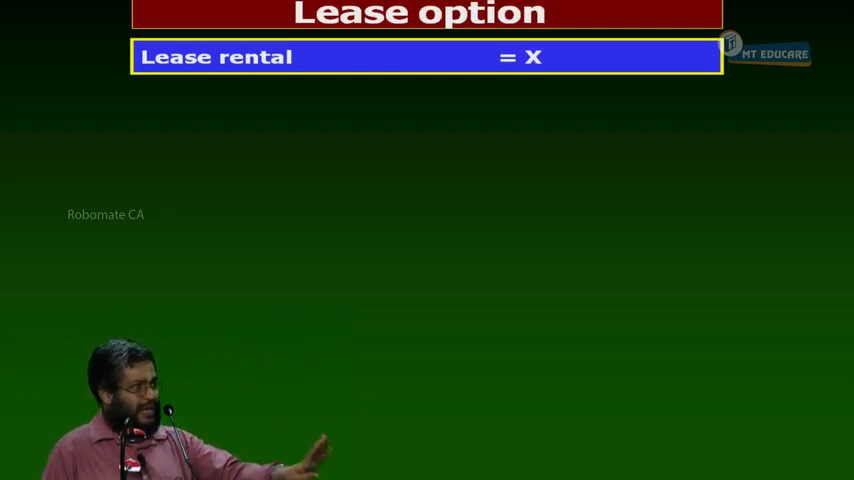 Lease option
Lease rental = X
MT EDUCARE
Robomate CA